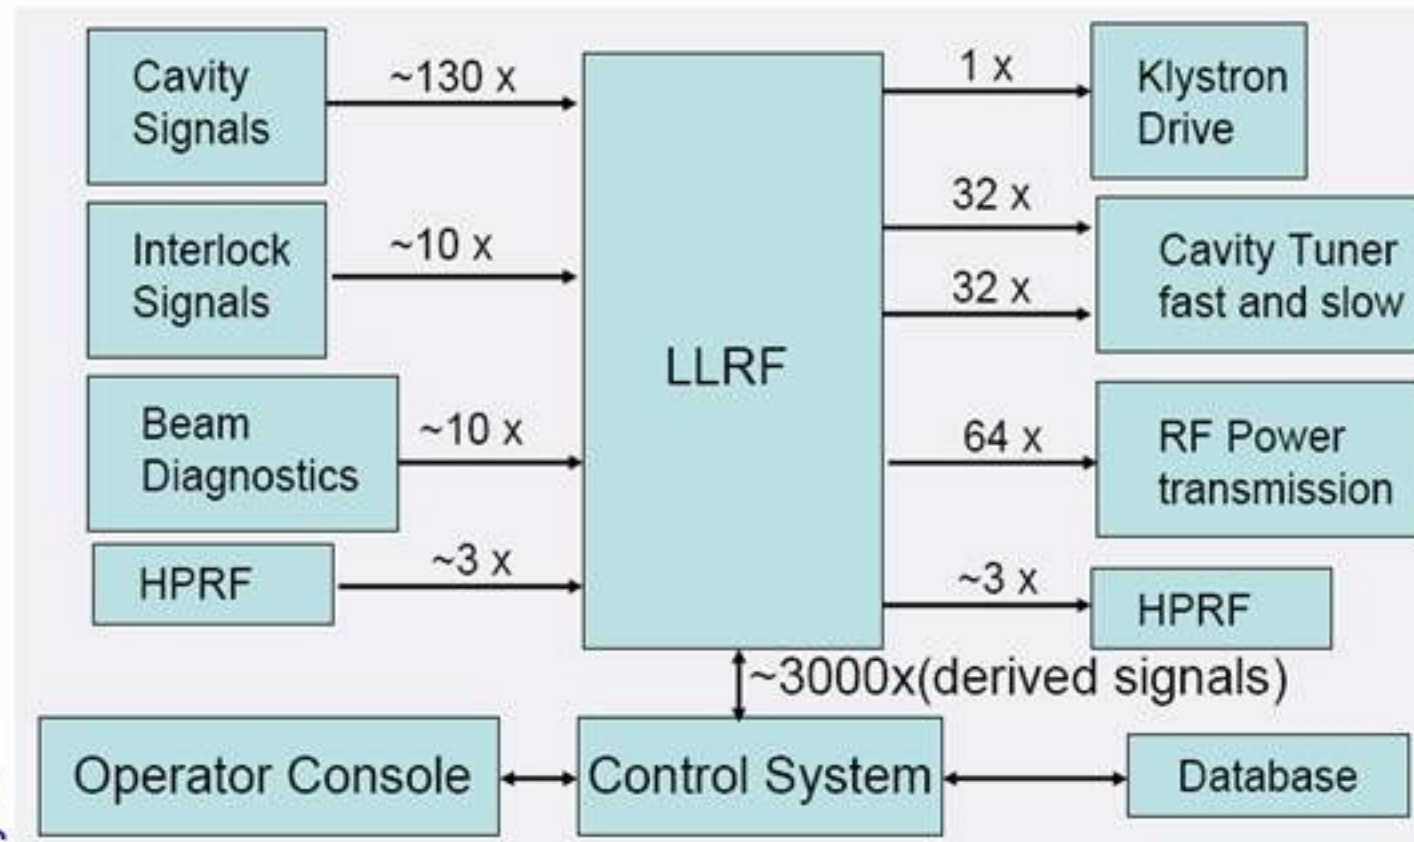 Cavity
Signals
~130 x
1 x
Klystron
Drive
Interlock
Signals
~10 x
32 x
32 x
Cavity Tuner
fast and slow
LLRF
Beam
Diagnostics
~10 x
64 x
RF Power
transmission
HPRF
~3 x
~3 x
HPRF
~3000x(derived signals)
Operator Console
Control System
Database